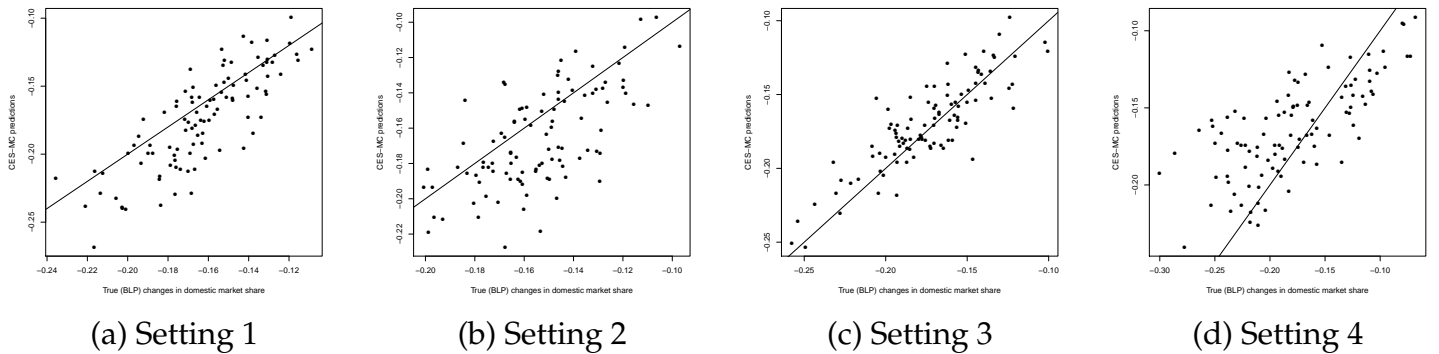 −0.10
−0.15
−0.20
−0.25
CES−MC predictions
−0.24 −0.22 −0.20 −0.18 −0.16 −0.14 −0.12
True (BLP) changes in domestic market share
(a) Setting 1
−0.10
−0.12
−0.14
−0.16
−0.18
−0.20
−0.22
CES−MC predictions
−0.20 −0.18 −0.16 −0.14 −0.12 −0.10
True (BLP) changes in domestic market share
(b) Setting 2
−0.10
−0.15
−0.20
−0.25
CES−MC predictions
−0.25 −0.20 −0.15 −0.10
True (BLP) changes in domestic market share
(c) Setting 3
−0.10
−0.15
−0.20
CES−MC predictions
−0.30 −0.25 −0.20 −0.15 −0.10
True (BLP) changes in domestic market share
(d) Setting 4